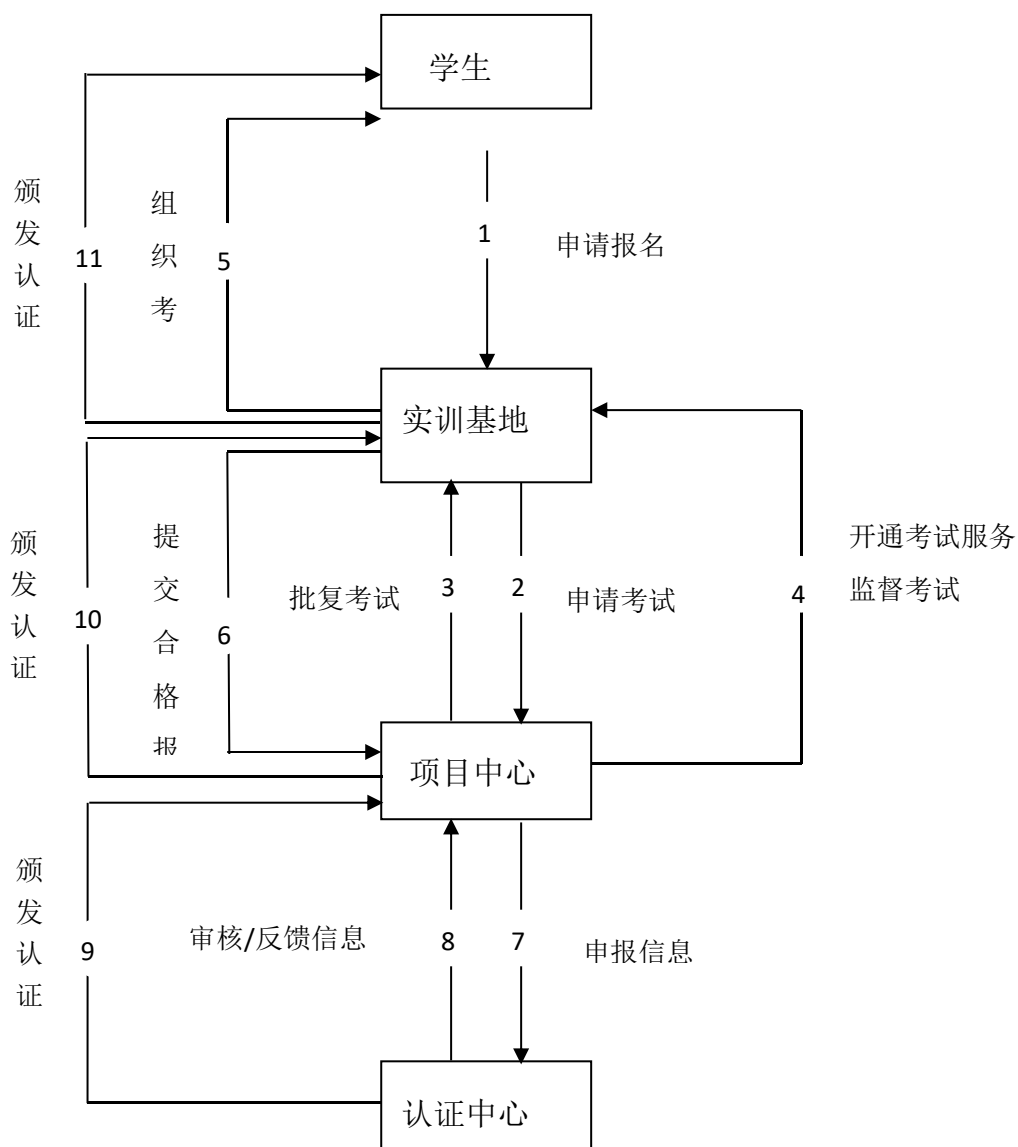 学生
颁发认证
11
组织考
5
1
申请报名
实训基地
颁发认证
10
提交合格报
6
批复考试
3
2
申请考试
4
开通考试服务
监督考试
项目中心
颁发认证
9
审核/反馈信息
8
7
申报信息
认证中心